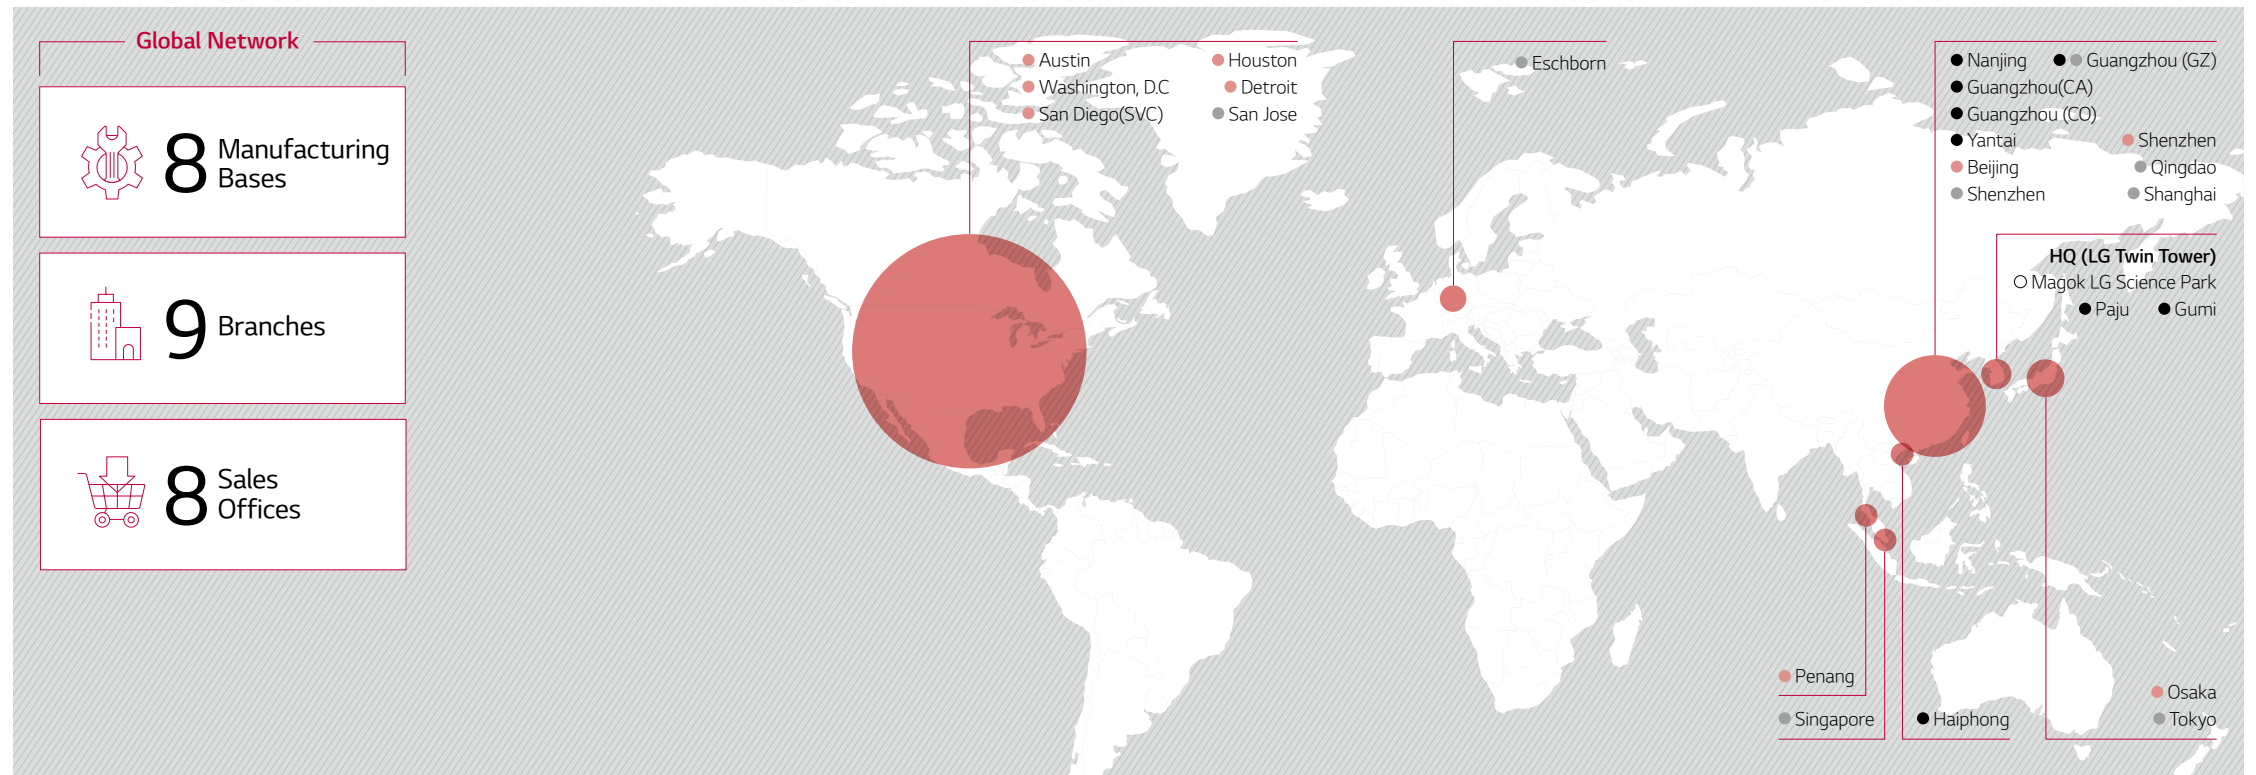 Global Network
8 Manufacturing
Bases
9 Branches
8 Sales
Offices
Austin Houston
Washington, D.C Detroit
San Diego(SVC) San Jose
Eschborn
Nanjing Guangzhou (GZ)
Guangzhou(CA)
Guangzhou (CO)
Yantai Shenzhen
Beijing Qingdao
Shenzhen Shanghai
HQ (LG Twin Tower)
Magok LG Science Park
Paju Gumi
Penang
Singapore
Haiphong
Osaka
Tokyo